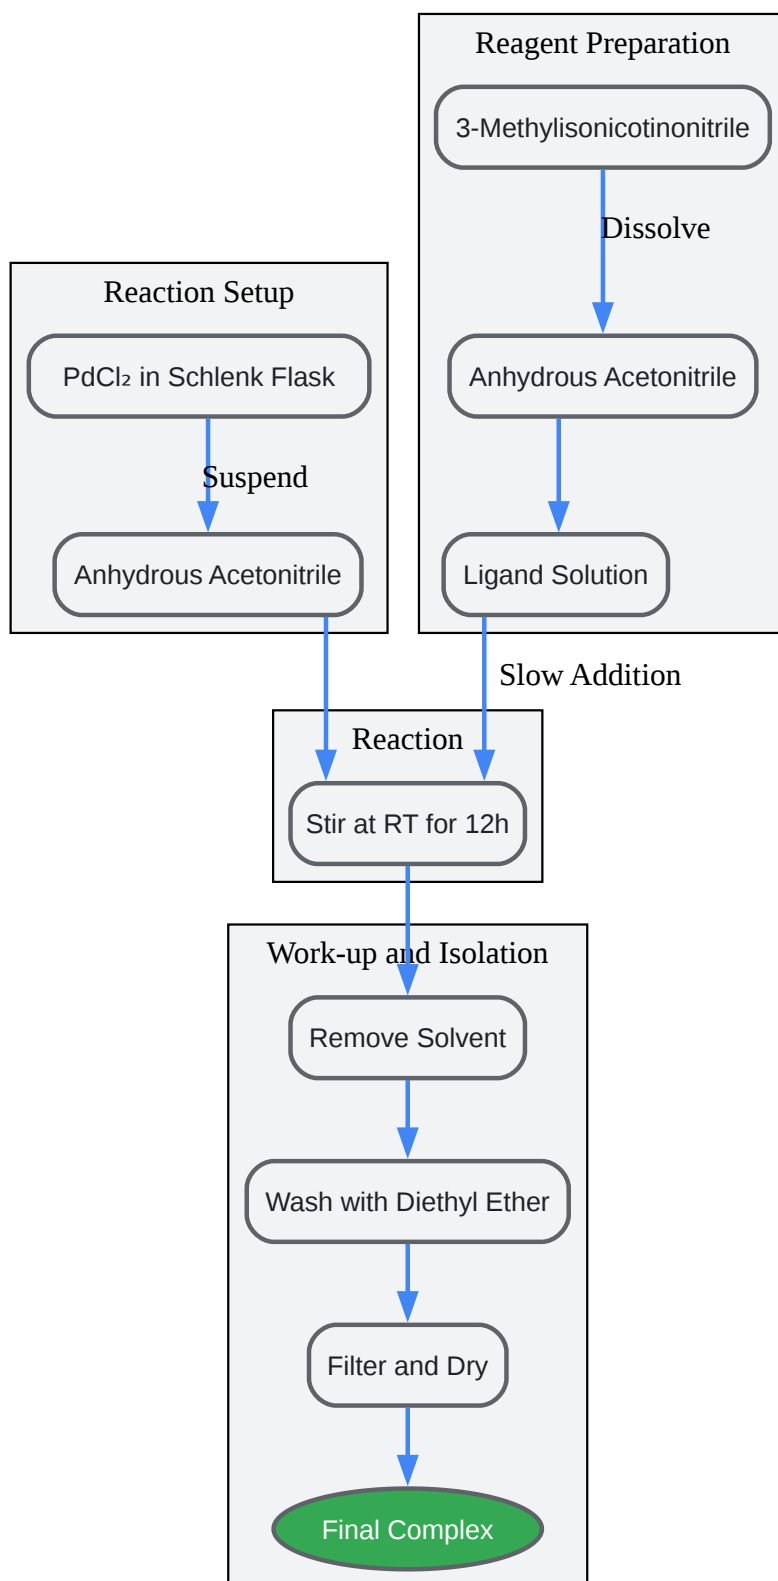 Reagent Preparation
3-Methylisonicotinonitrile
Dissolve
Anhydrous Acetonitrile
Ligand Solution
Slow Addition
Reaction Setup
PdCl₂ in Schlenk Flask
Suspend
Anhydrous Acetonitrile
Reaction
Stir at RT for 12h
Work-up and Isolation
Remove Solvent
Wash with Diethyl Ether
Filter and Dry
Final Complex